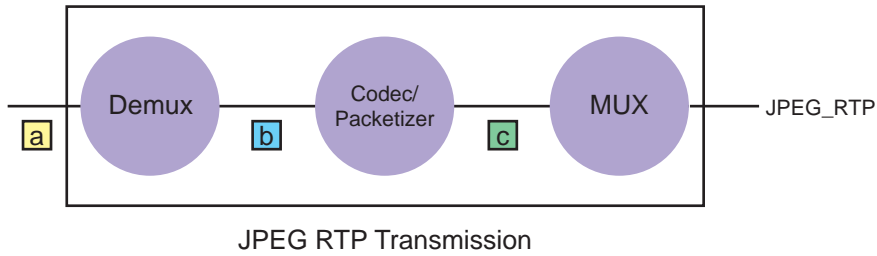 Demux
Codec/
Packetizer
MUX
JPEG_RTP
a
b
c
JPEG RTP Transmission